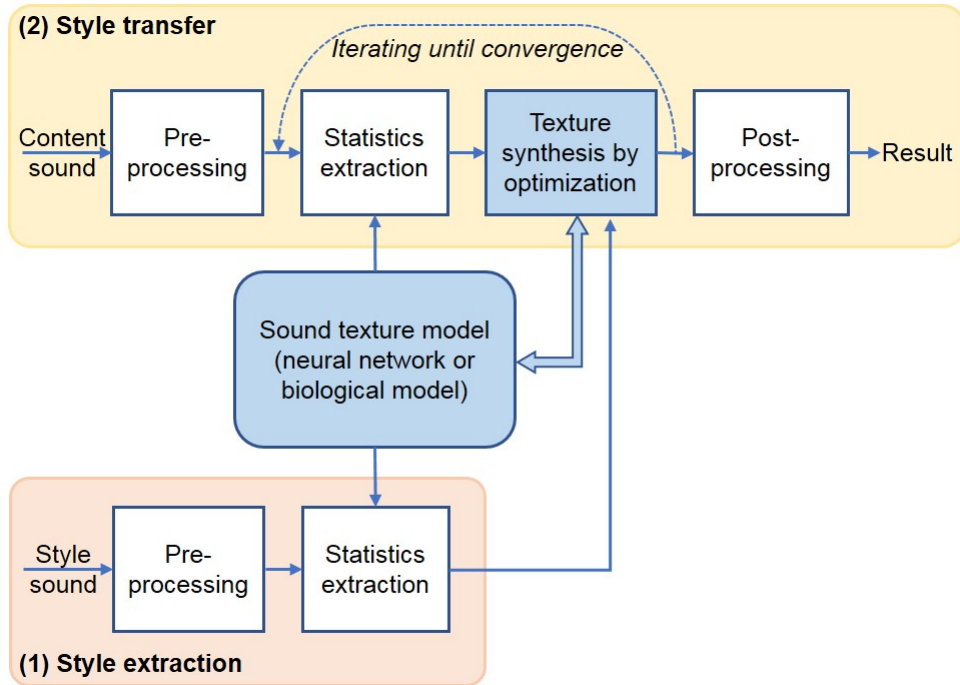 (2) Style transfer
Iterating until convergence
Content
sound
Pre-
processing
Statistics
extraction
Texture
synthesis by
optimization
Post-
processing
Result
Sound texture model
(neural network or
biological model)
Style
sound
Pre-
processing
Statistics
extraction
(1) Style extraction